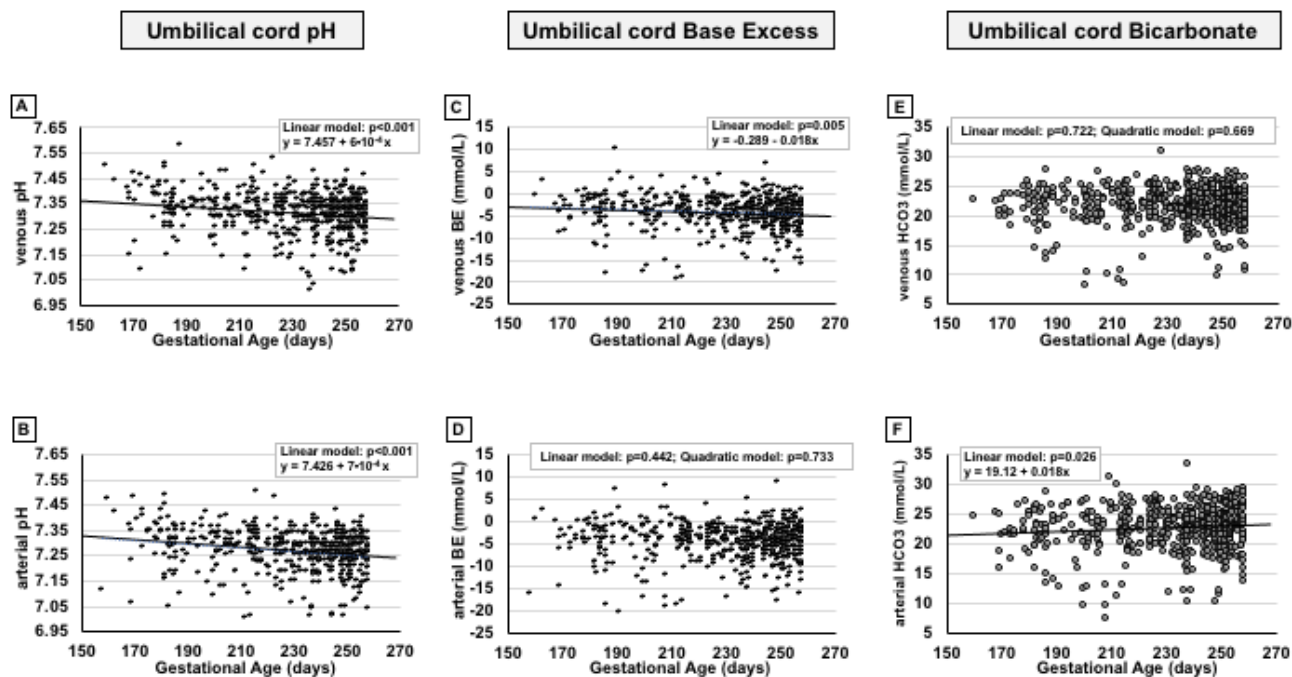 Umbilical cord pH
Umbilical cord Base Excess
Umbilical cord Bicarbonate
A
7.65
7.55
7.45
7.35
7.25
7.15
7.05
6.95
venous pH
Linear model: p<0.001
y = 7.457 + 6•10⁻⁴ x
150 170 190 210 230 250 270
Gestational Age (days)
C
15
10
5
0
-5
-10
-15
-20
-25
venous BE (mmol/L)
Linear model: p=0.005
y = -0.289 - 0.018x
150 170 190 210 230 250 270
Gestational Age (days)
E
35
30
25
20
15
10
5
venous HCO3 (mmol/L)
Linear model: p=0.722; Quadratic model: p=0.669
150 170 190 210 230 250 270
Gestational Age (days)
B
7.65
7.55
7.45
7.35
7.25
7.15
7.05
6.95
arterial pH
Linear model: p<0.001
y = 7.426 + 7•10⁻⁴ x
150 170 190 210 230 250 270
Gestational Age (days)
D
15
10
5
0
-5
-10
-15
-20
-25
arterial BE (mmol/L)
Linear model: p=0.442; Quadratic model: p=0.733
150 170 190 210 230 250 270
Gestational Age (days)
F
35
30
25
20
15
10
5
arterial HCO3 (mmol/L)
Linear model: p=0.026
y = 19.12 + 0.018x
150 170 190 210 230 250 270
Gestational Age (days)